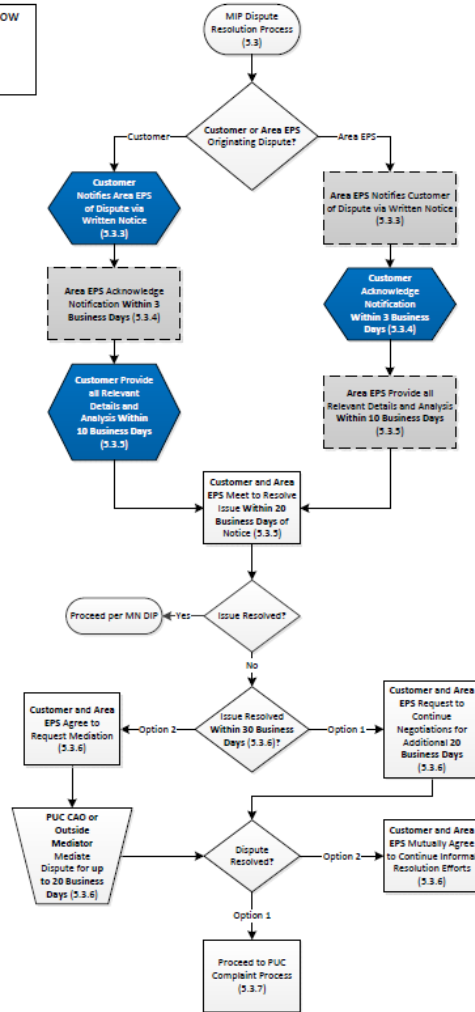 OW
MIP Dispute
Resolution Process
(5.3)
Customer or Area EPS
Originating Dispute?
Customer
Area EPS
Customer
Notifies Area EPS
of Dispute via
Written Notice
(5.3.3)
Area EPS Notifies Customer
of Dispute via Written Notice
(5.3.3)
Area EPS Acknowledge
Notification Within 3
Business Days (5.3.4)
Customer
Acknowledge
Notification
Within 3 Business
Days (5.3.4)
Customer Provide
all Relevant
Details and
Analysis Within
10 Business Days
(5.3.5)
Area EPS Provide all
Relevant Details and Analysis
Within 10 Business Days
(5.3.5)
Customer and Area
EPS Meet to Resolve
Issue Within 20
Business Days of
Notice (5.3.5)
Issue Resolved?
Yes
Proceed per MN DIP
No
Issue Resolved
Within 30 Business
Days (5.3.6)?
Option 2
Option 1
Customer and Area
EPS Agree to
Request Mediation
(5.3.6)
Customer and Area
EPS Request to
Continue
Negotiations for
Additional 20
Business Days
(5.3.6)
PUC CAO or
Outside
Mediator
Mediate
Dispute for up
to 20 Business
Days (5.3.6)
Dispute
Resolved?
Option 2
Customer and Area
EPS Mutually Agree
to Continue Informa
Resolution Efforts
(5.3.6)
Option 1
Proceed to PUC
Complaint Process
(5.3.7)